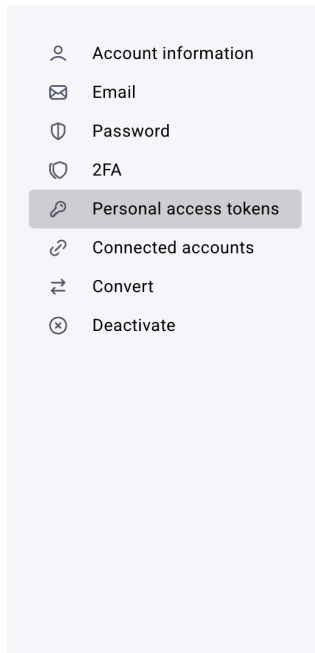 Account information
Email
Password
2FA
Personal access tokens
Connected accounts
Convert
Deactivate